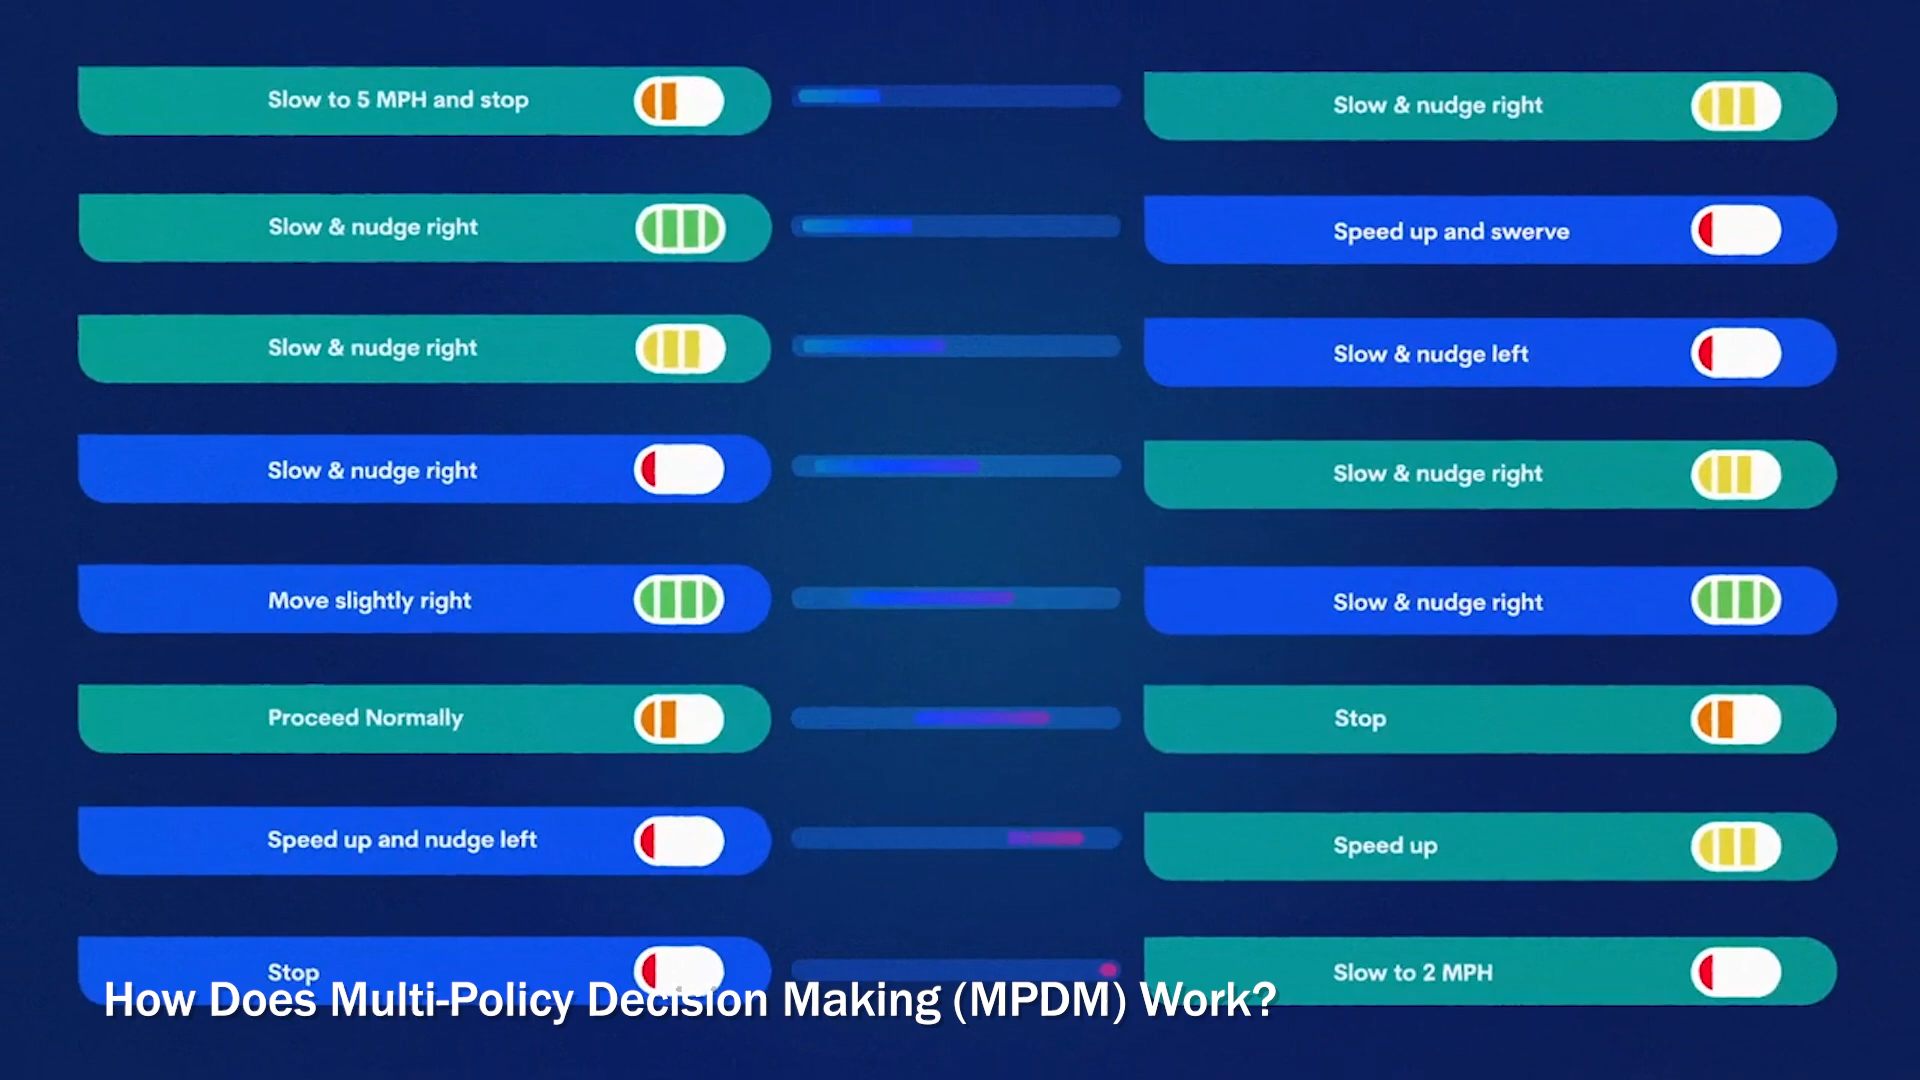 Slow to 5 MPH and stop
Slow & nudge right
Slow & nudge right
Speed up and swerve
Slow & nudge right
Slow & nudge left
Slow & nudge right
Slow & nudge right
Move slightly right
Slow & nudge right
Proceed Normally
Stop
Speed up and nudge left
Speed up
Stop
Slow to 2 MPH
How Does Multi-Policy Decision Making (MPDM) Work?